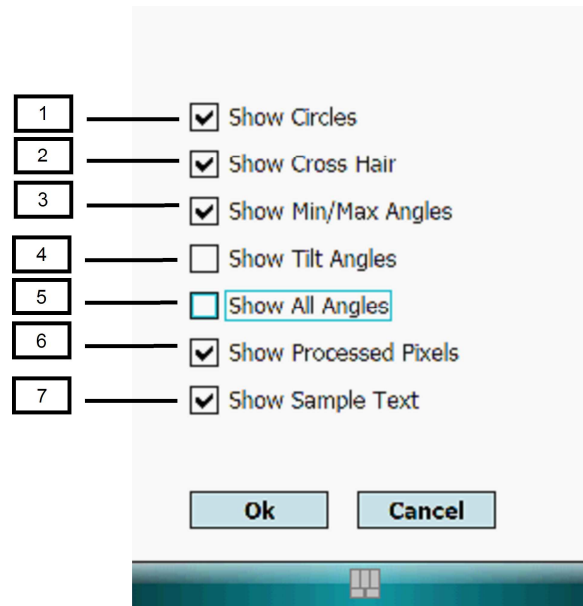 1 Show Circles
2 Show Cross Hair
3 Show Min/Max Angles
4 Show Tilt Angles
5 Show All Angles
6 Show Processed Pixels
7 Show Sample Text
Ok Cancel